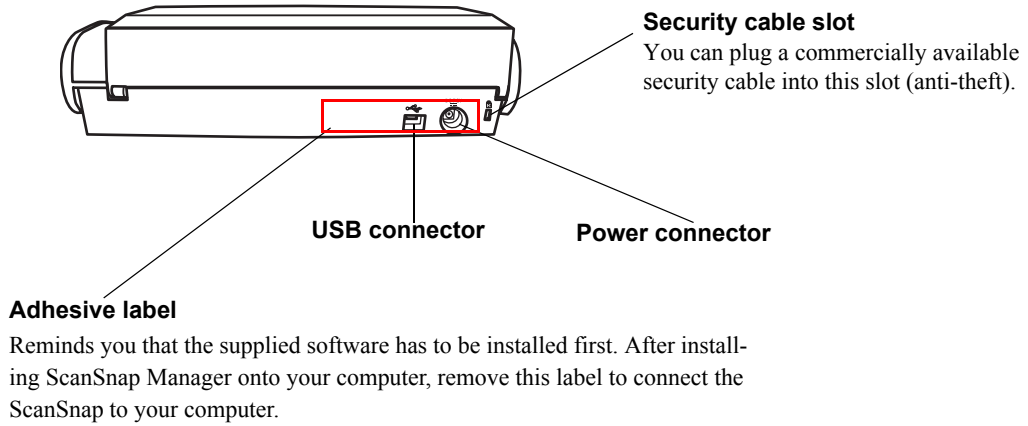 Security cable slot
You can plug a commercially available
security cable into this slot (anti-theft).
USB connector
Power connector
Adhesive label
Reminds you that the supplied software has to be installed first. After install-
ing ScanSnap Manager onto your computer, remove this label to connect the
ScanSnap to your computer.